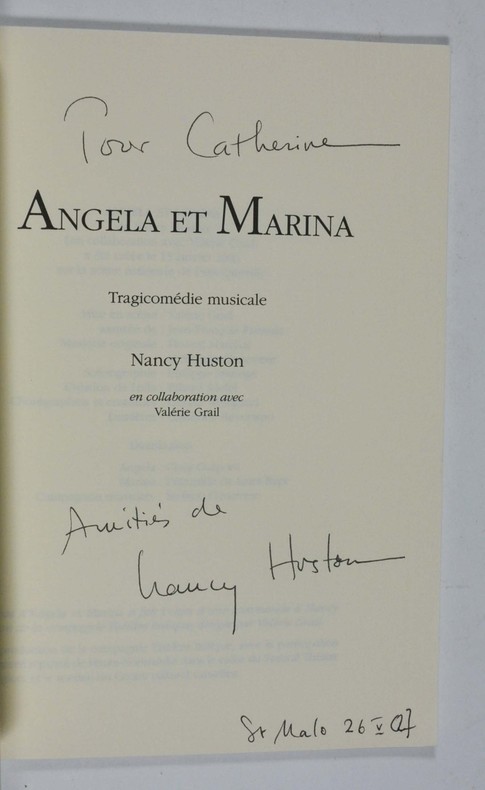 Pour Catherine
ANGELA ET MARINA
Tragicomédie musicale
Nancy Huston
en collaboration avec
Valérie Grail
Amitiés de
Nancy Huston
St Malo 26 V 07